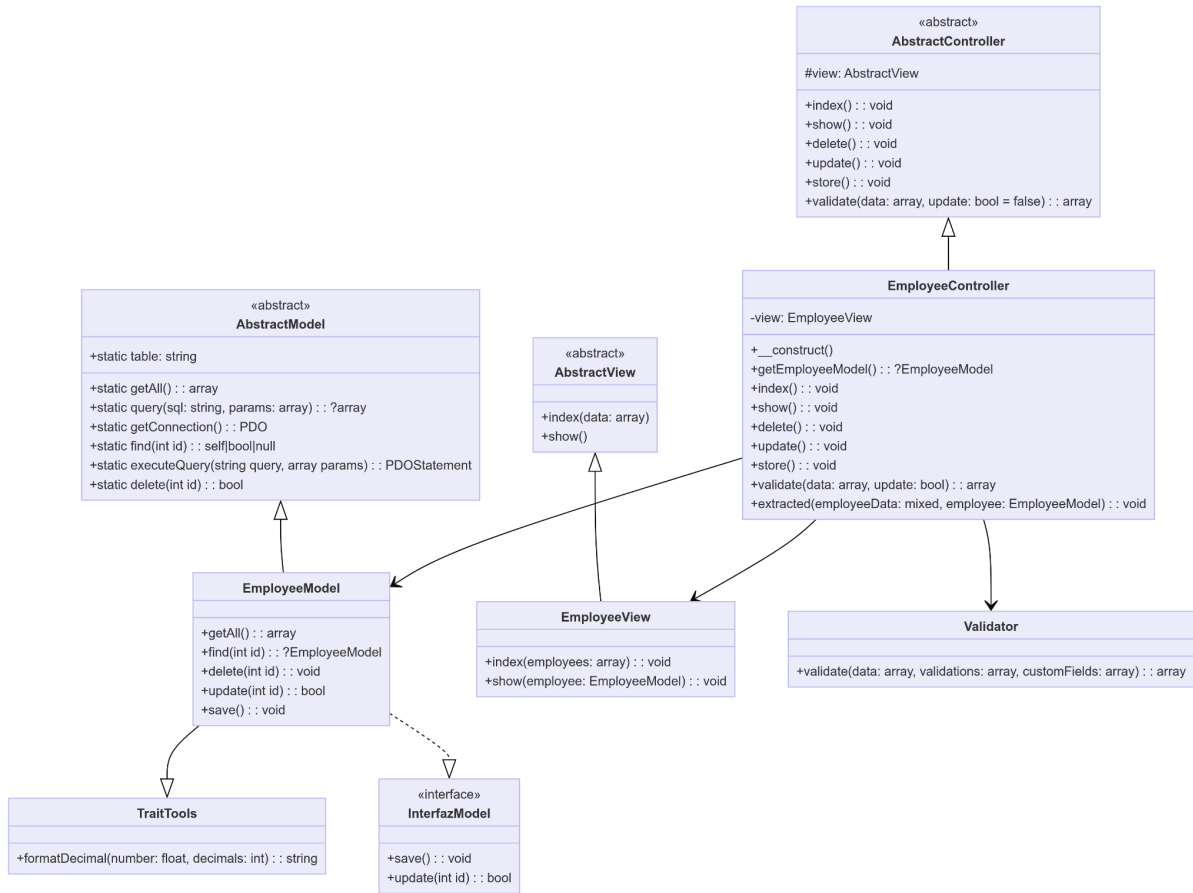 «abstract»
AbstractController
#view: AbstractView
+index() : : void
+show() : : void
+delete() : : void
+update() : : void
+store() : : void
+validate(data: array, update: bool = false) : : array
EmployeeController
-view: EmployeeView
+__construct()
+getEmployeeModel() : : ?EmployeeModel
+index() : : void
+show() : : void
+delete() : : void
+update() : : void
+store() : : void
+validate(data: array, update: bool) : : array
+extracted(employeeData: mixed, employee: EmployeeModel) : : void
«abstract»
AbstractModel
+static table: string
+static getAll() : : array
+static query(sql: string, params: array) : : ?array
+static getConnection() : : PDO
+static find(int id) : : self|bool|null
+static executeQuery(string query, array params) : : PDOStatement
+static delete(int id) : : bool
«abstract»
AbstractView
+index(data: array)
+show()
EmployeeModel
+getAll() : : array
+find(int id) : : ?EmployeeModel
+delete(int id) : : void
+update(int id) : : bool
+save() : : void
EmployeeView
+index(employees: array) : : void
+show(employee: EmployeeModel) : : void
Validator
+validate(data: array, validations: array, customFields: array) : : array
TraitTools
+formatDecimal(number: float, decimals: int) : : string
«interface»
InterfazModel
+save() : : void
+update(int id) : : bool